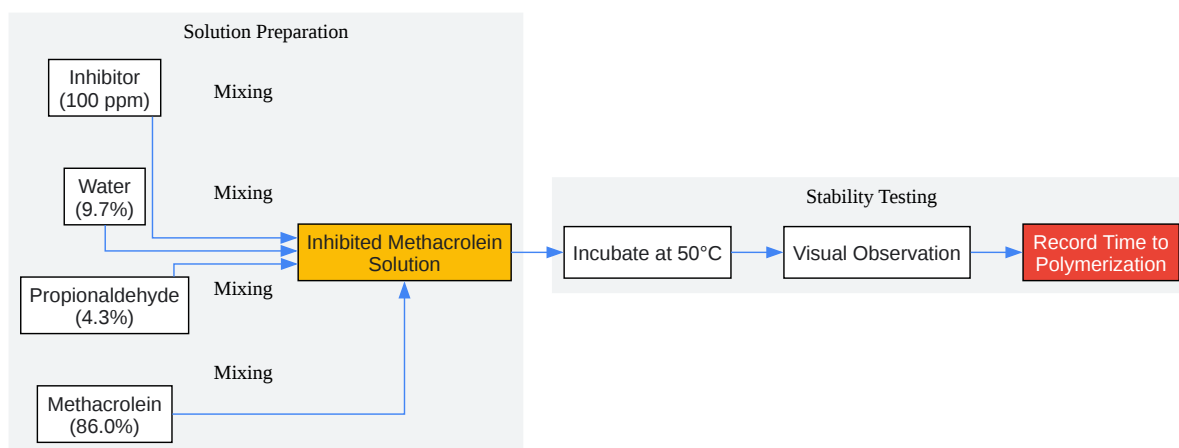 Solution Preparation
Inhibitor
(100 ppm)
Mixing
Water
(9.7%)
Mixing
Propionaldehyde
(4.3%)
Mixing
Methacrolein
(86.0%)
Mixing
Inhibited Methacrolein
Solution
Stability Testing
Incubate at 50°C
Visual Observation
Record Time to
Polymerization